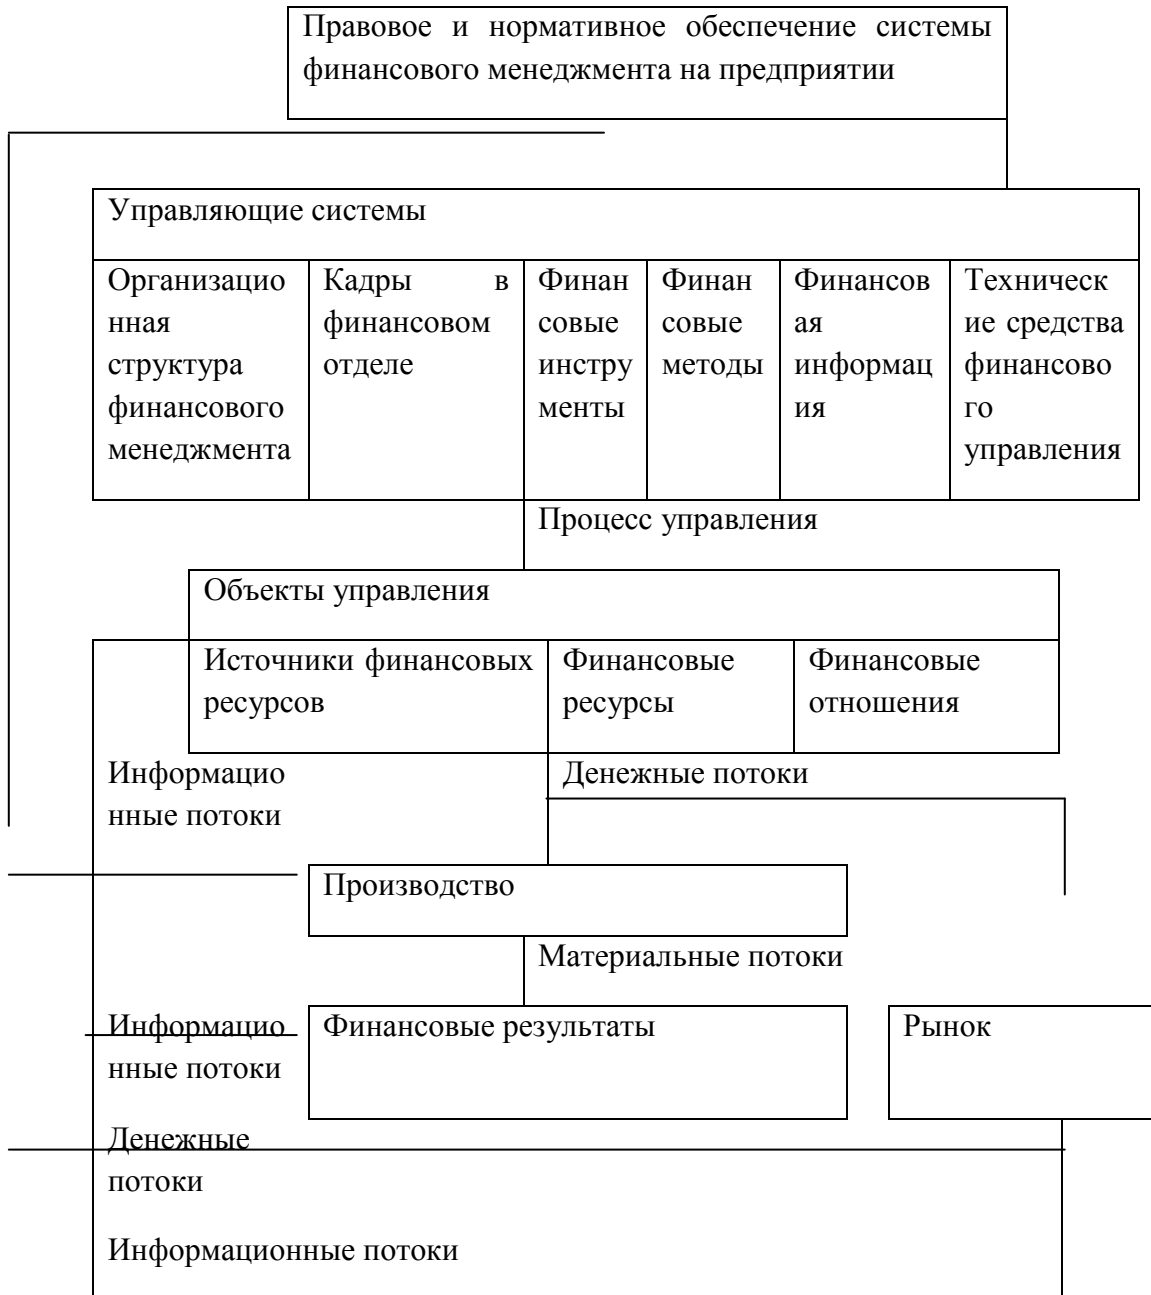 Правовое и нормативное обеспечение системы
финансового менеджмента на предприятии
Управляющие системы
Организацио
нная
структура
финансового
менеджмента
Кадры в
финансовом
отделе
Финан
совые
инстру
менты
Финан
совые
методы
Финансов
ая
информац
ия
Техническ
ие средства
финансово
го
управления
Процесс управления
Объекты управления
Источники финансовых
ресурсов
Финансовые
ресурсы
Финансовые
отношения
Информацио
нные потоки
Денежные потоки
Производство
Материальные потоки
Информацио
нные потоки
Финансовые результаты
Рынок
Денежные
потоки
Информационные потоки